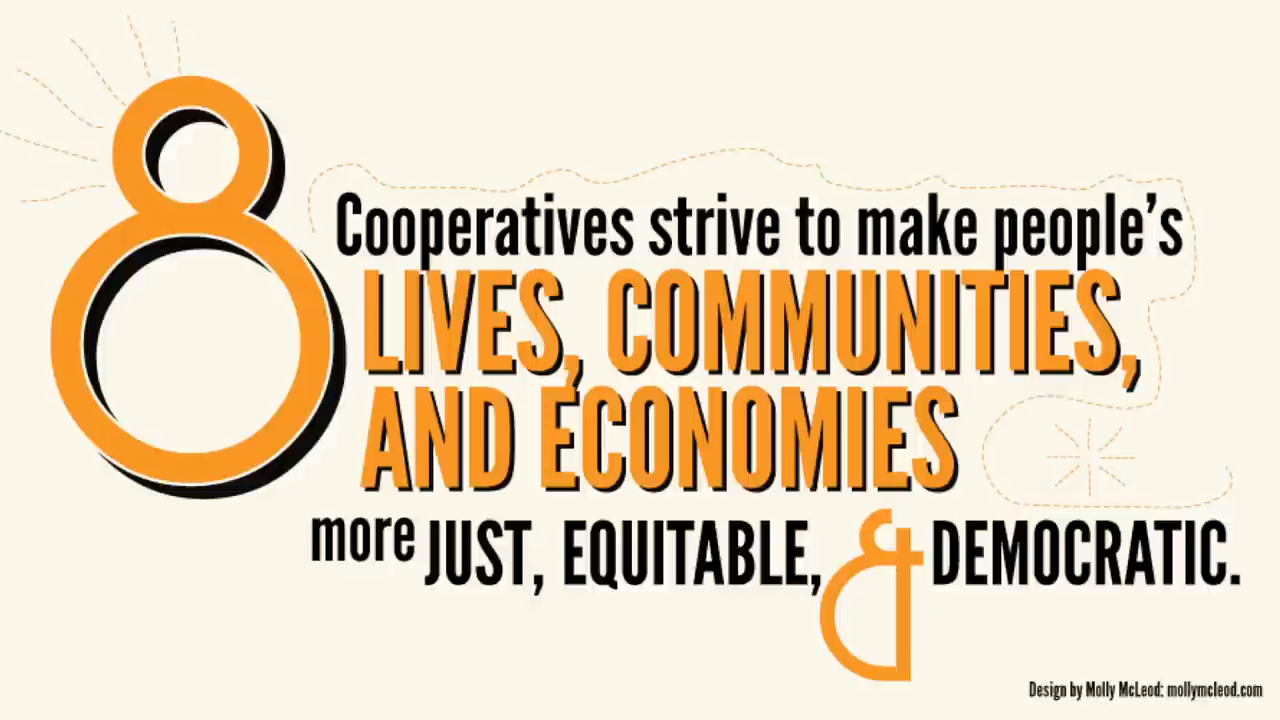 8
Cooperatives strive to make people's
LIVES, COMMUNITIES,
AND ECONOMIES
more JUST, EQUITABLE, & DEMOCRATIC.
Design by Molly McLeod: mollymcleod.com